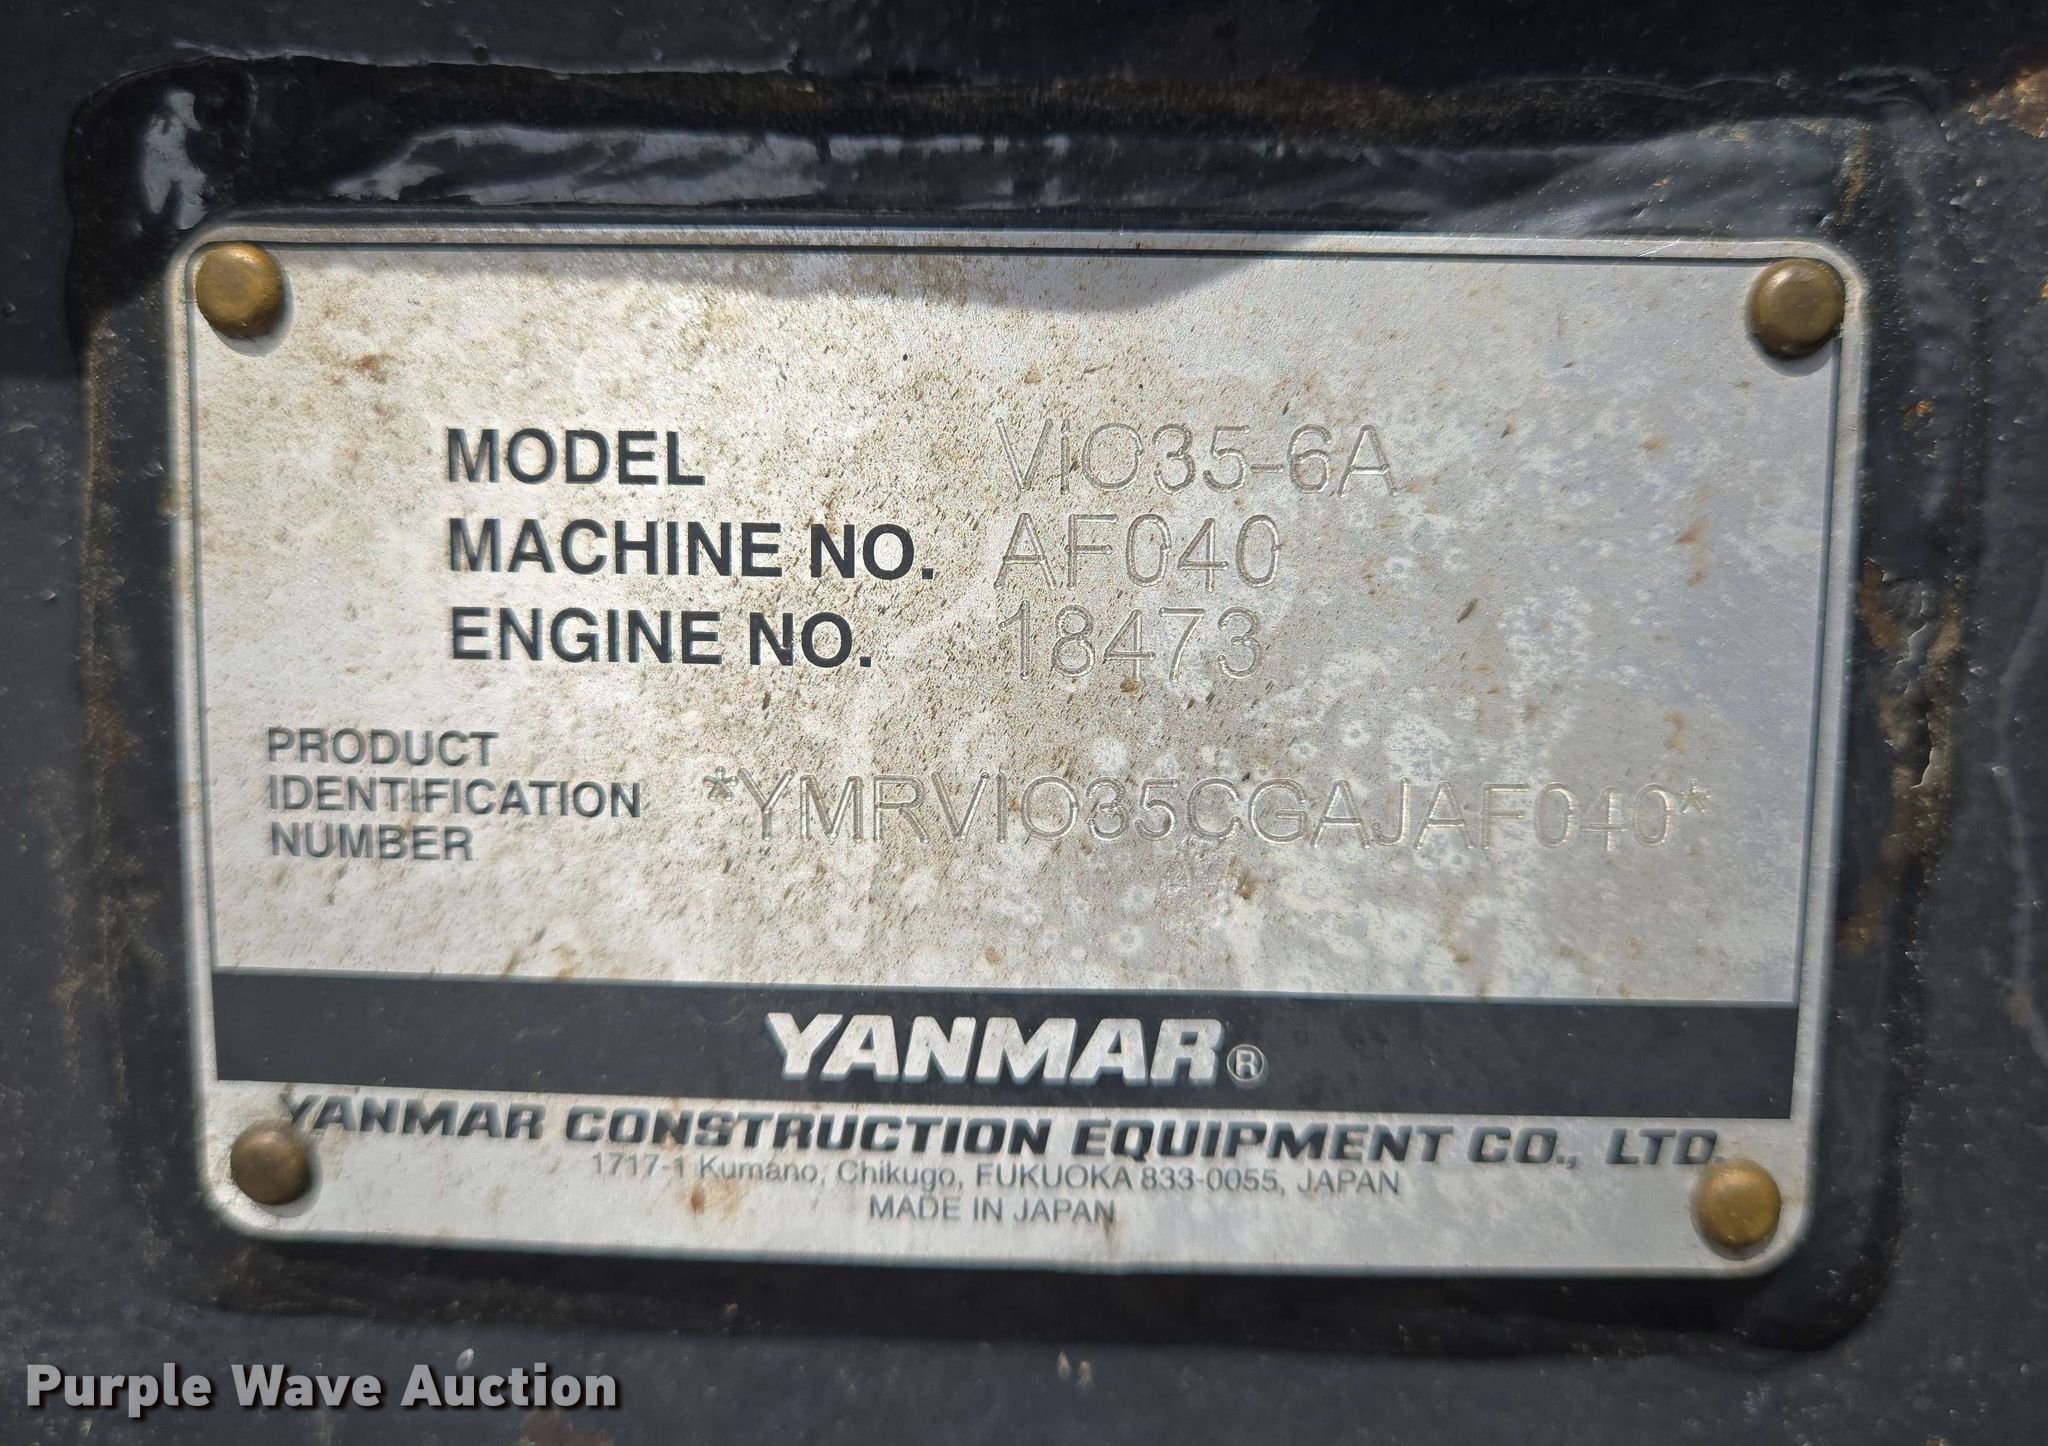 MODEL ViO35-6A
MACHINE NO. AF040
ENGINE NO. 18473
PRODUCT
IDENTIFICATION *YMRVIO35CGAJAF040*
NUMBER
YANMAR®
YANMAR CONSTRUCTION EQUIPMENT CO., LTD.
1717-1 Kumano, Chikugo, FUKUOKA 833-0055, JAPAN
MADE IN JAPAN
Purple Wave Auction